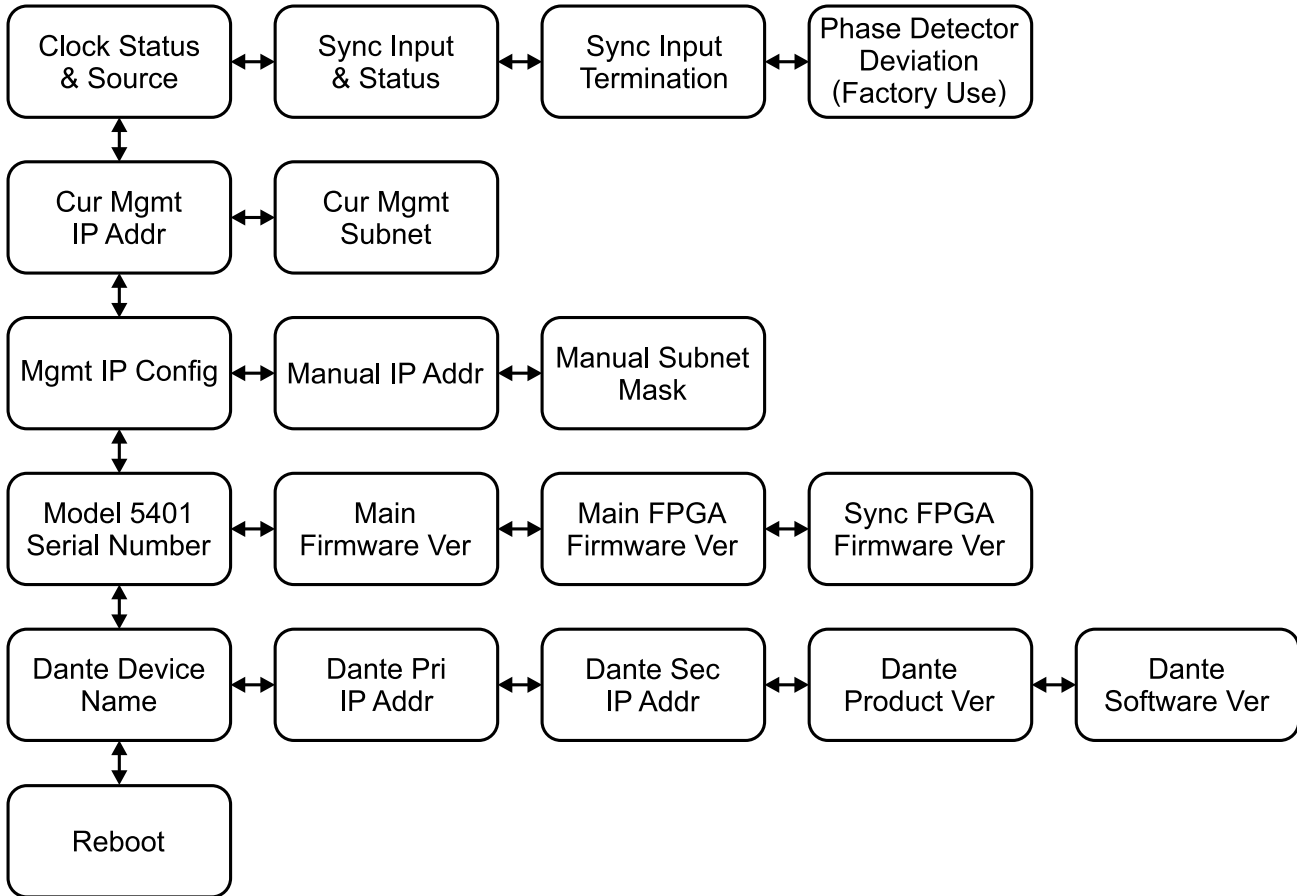 Clock Status
& Source
Sync Input
& Status
Sync Input
Termination
Phase Detector
Deviation
(Factory Use)
Cur Mgmt
IP Addr
Cur Mgmt
Subnet
Mgmt IP Config
Manual IP Addr
Manual Subnet
Mask
Model 5401
Serial Number
Main
Firmware Ver
Main FPGA
Firmware Ver
Sync FPGA
Firmware Ver
Dante Device
Name
Dante Pri
IP Addr
Dante Sec
IP Addr
Dante
Product Ver
Dante
Software Ver
Reboot